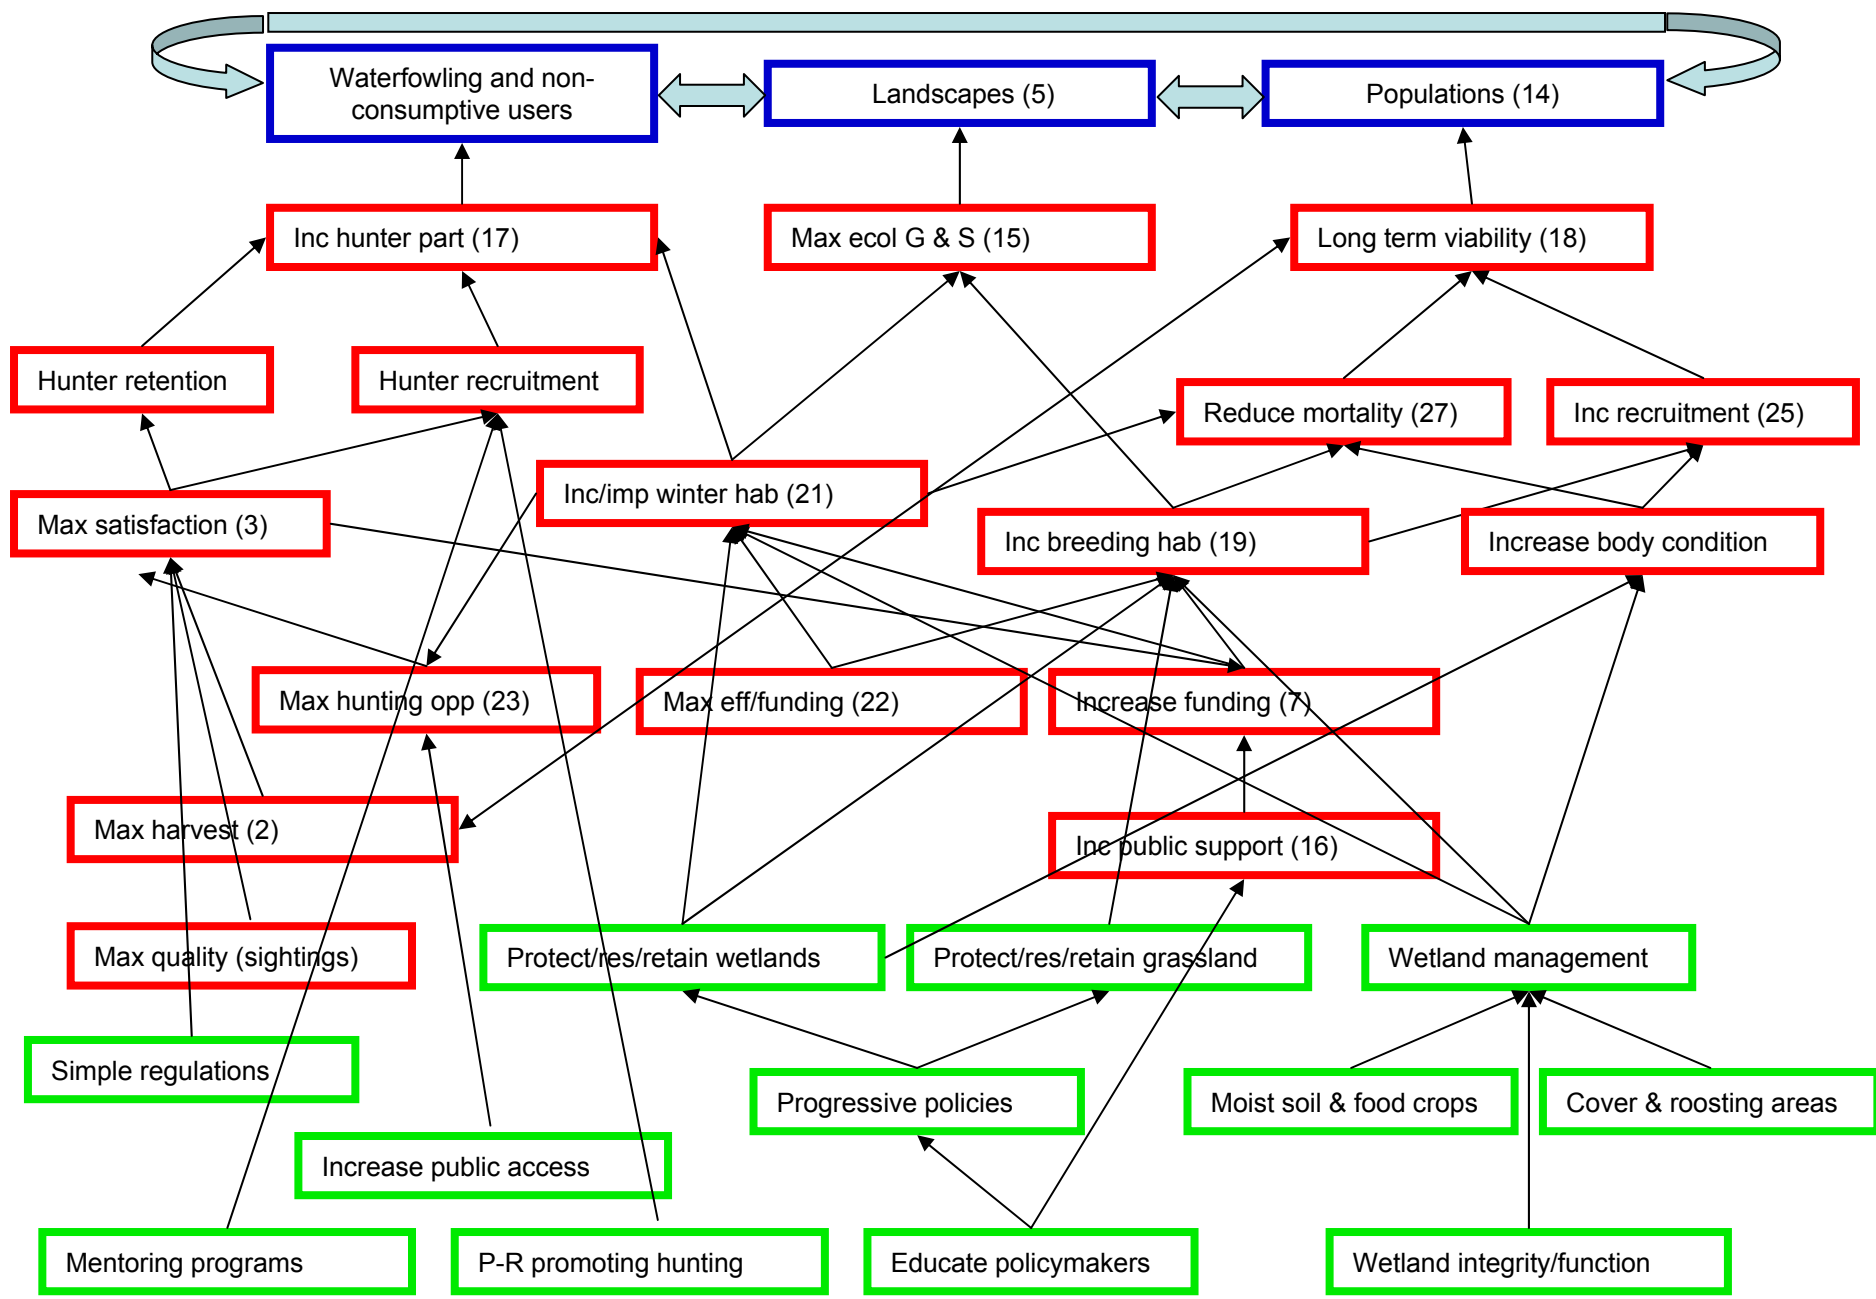 Waterfowling and non-
consumptive users
Landscapes (5)
Populations (14)
Inc hunter part (17)
Max ecol G & S (15)
Long term viability (18)
Hunter retention
Hunter recruitment
Reduce mortality (27)
Inc recruitment (25)
Inc/imp winter hab (21)
Max satisfaction (3)
Inc breeding hab (19)
Increase body condition
Max hunting opp (23)
Max eff/funding (22)
Increase funding (7)
Max harvest (2)
Inc public support (16)
Max quality (sightings)
Protect/res/retain wetlands
Protect/res/retain grassland
Wetland management
Simple regulations
Progressive policies
Moist soil & food crops
Cover & roosting areas
Increase public access
Mentoring programs
P-R promoting hunting
Educate policymakers
Wetland integrity/function